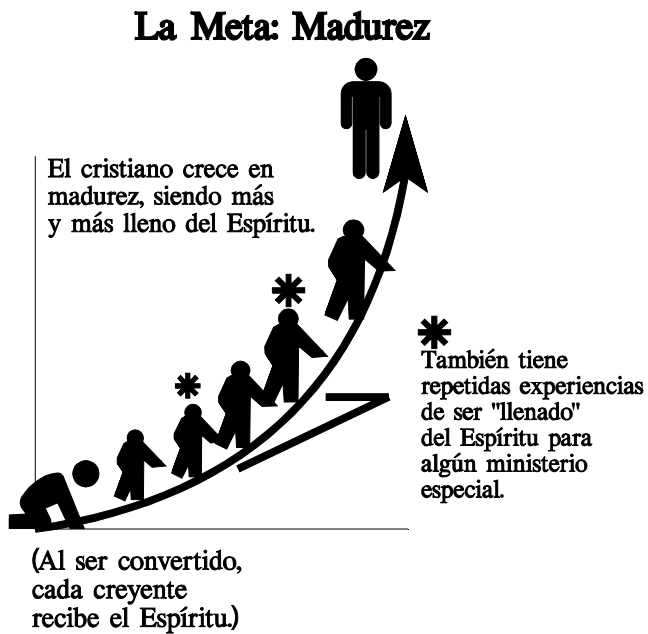 La Meta: Madurez
El cristiano crece en
madurez, siendo más
y más lleno del Espíritu.
También tiene
repetidas experiencias
de ser "llenado"
del Espíritu para
algún ministerio
especial.
(Al ser convertido,
cada creyente
recibe el Espíritu.)